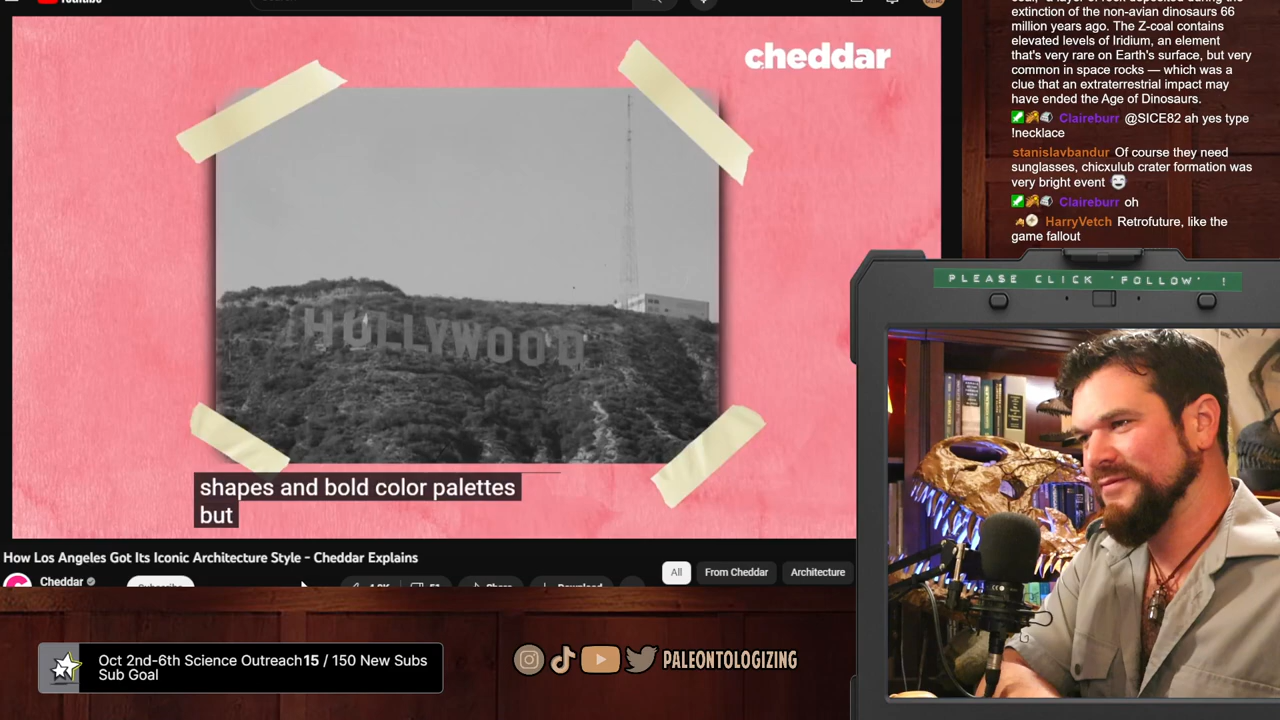 cheddar
HOLLYWOOD
shapes and bold color palettes
but
How Los Angeles Got Its Iconic Architecture Style - Cheddar Explains
Cheddar
Subscribe
Share
Download
All
From Cheddar
Architecture
extinction of the non-avian dinosaurs 66
million years ago. The Z-coal contains
elevated levels of Iridium, an element
that's very rare on Earth's surface, but very
common in space rocks — which was a
clue that an extraterrestrial impact may
have ended the Age of Dinosaurs.
Claireburr @SICE82 ah yes type
!necklace
stanislavbandur Of course they need
sunglasses, chicxulub crater formation was
very bright event
Claireburr oh
HarryVetch Retrofuture, like the
game fallout
PLEASE CLICK 'FOLLOW' !
Oct 2nd-6th Science Outreach15 / 150 New Subs
Sub Goal
PALEONTOLOGIZING